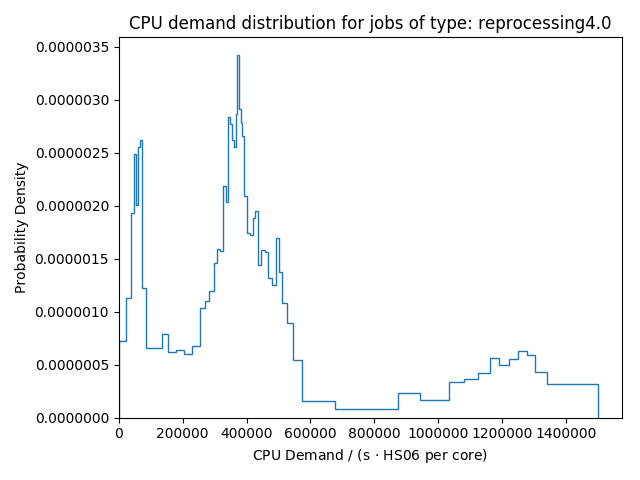 CPU demand distribution for jobs of type: reprocessing4.0
0.0000035
0.0000030
0.0000025
0.0000020
0.0000015
0.0000010
0.0000005
0.0000000
Probability Density
0 200000 400000 600000 800000 1000000 1200000 1400000
CPU Demand / (s · HS06 per core)